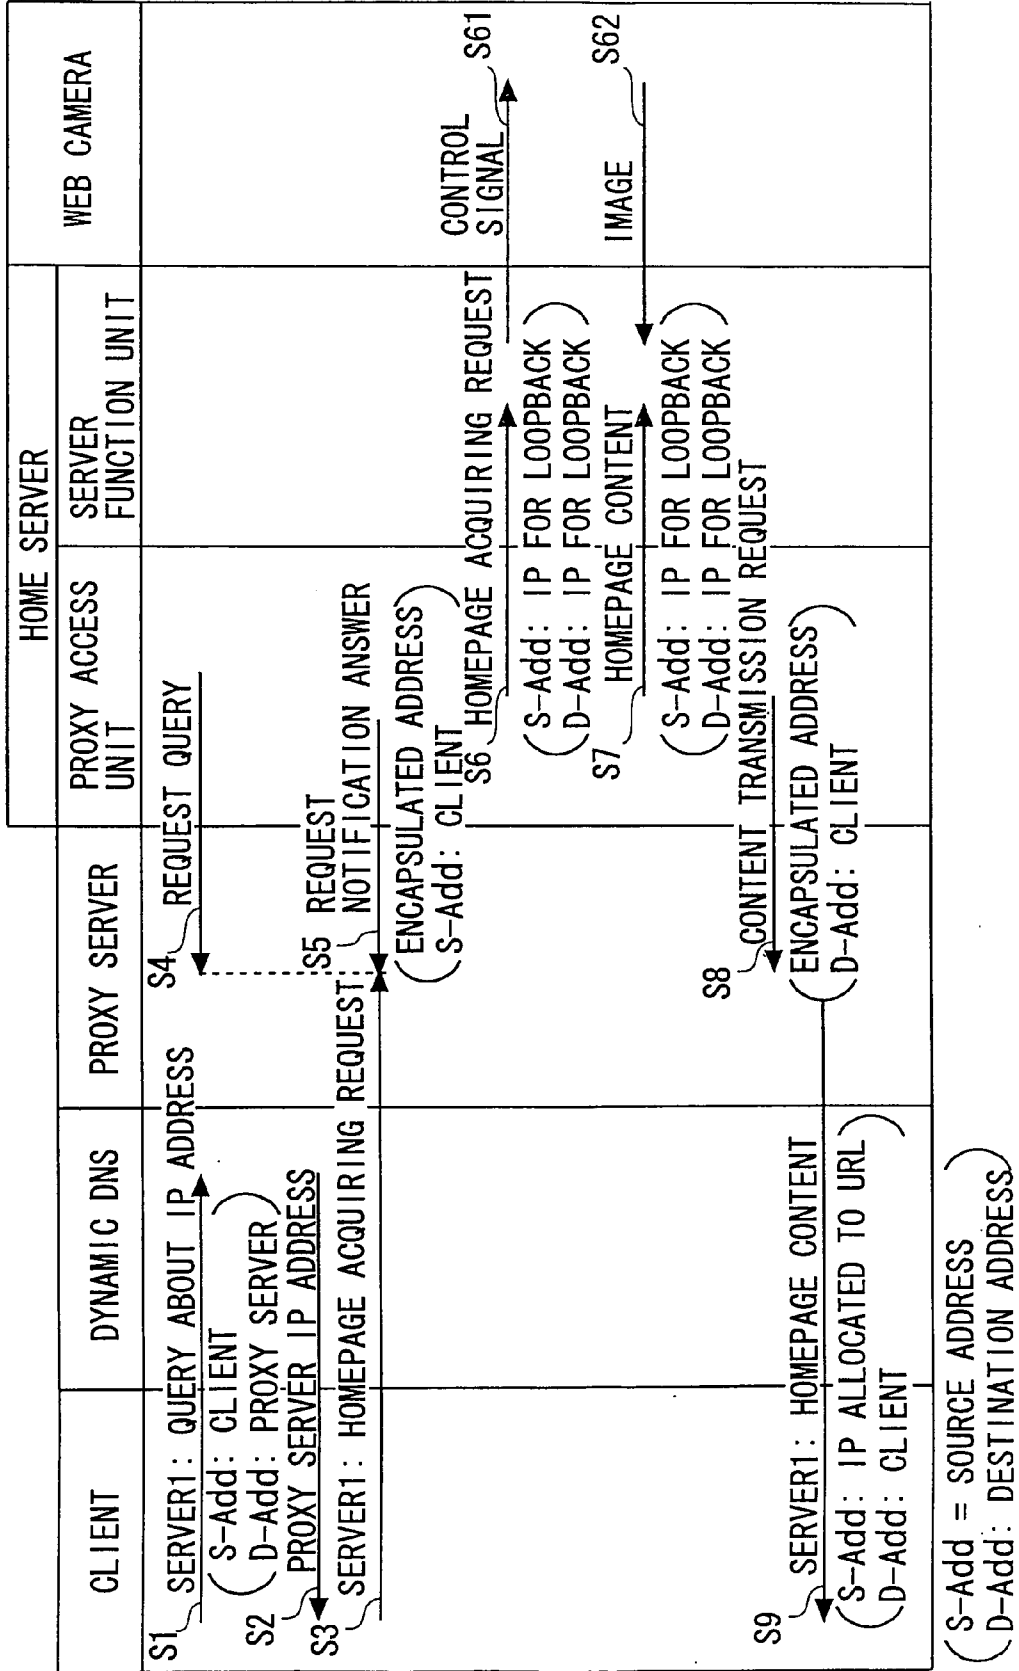 HOME SERVER
CLIENT
DYNAMIC DNS
PROXY SERVER
PROXY ACCESS
UNIT
SERVER
FUNCTION UNIT
WEB CAMERA
S1
SERVER1: QUERY ABOUT IP ADDRESS
(S-Add: CLIENT
D-Add: PROXY SERVER)
S2
PROXY SERVER IP ADDRESS
S3
SERVER1: HOMEPAGE ACQUIRING REQUEST
S4
REQUEST QUERY
S5
REQUEST
NOTIFICATION ANSWER
(ENCAPSULATED ADDRESS
S-Add: CLIENT)
S6
HOMEPAGE ACQUIRING REQUEST
(S-Add: IP FOR LOOPBACK
D-Add: IP FOR LOOPBACK)
CONTROL
SIGNAL
S61
S62
IMAGE
S7
HOMEPAGE CONTENT
(S-Add: IP FOR LOOPBACK
D-Add: IP FOR LOOPBACK)
S8
CONTENT TRANSMISSION REQUEST
(ENCAPSULATED ADDRESS
D-Add: CLIENT)
S9
SERVER1: HOMEPAGE CONTENT
(S-Add: IP ALLOCATED TO URL
D-Add: CLIENT)
(S-Add = SOURCE ADDRESS
D-Add: DESTINATION ADDRESS)